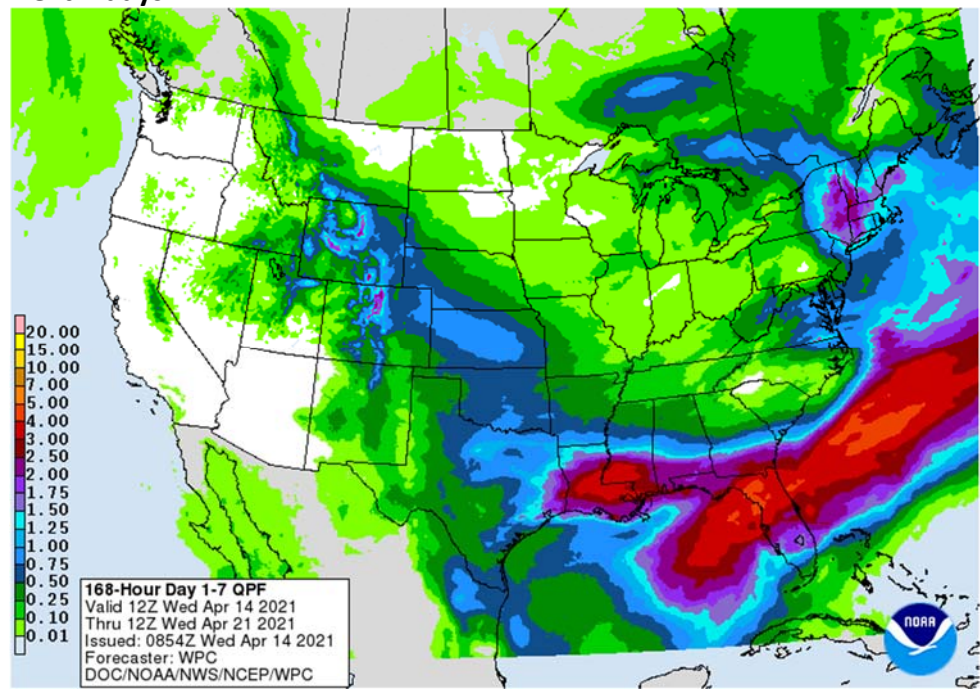 20.00
15.00
10.00
7.00
5.00
4.00
3.00
2.50
2.00
1.75
1.50
1.25
1.00
0.75
0.50
0.25
0.10
0.01
168-Hour Day 1-7 QPF
Valid 12Z Wed Apr 14 2021
Thru 12Z Wed Apr 21 2021
Issued: 0854Z Wed Apr 14 2021
Forecaster: WPC
DOC/NOAA/NWS/NCEP/WPC
NOAA